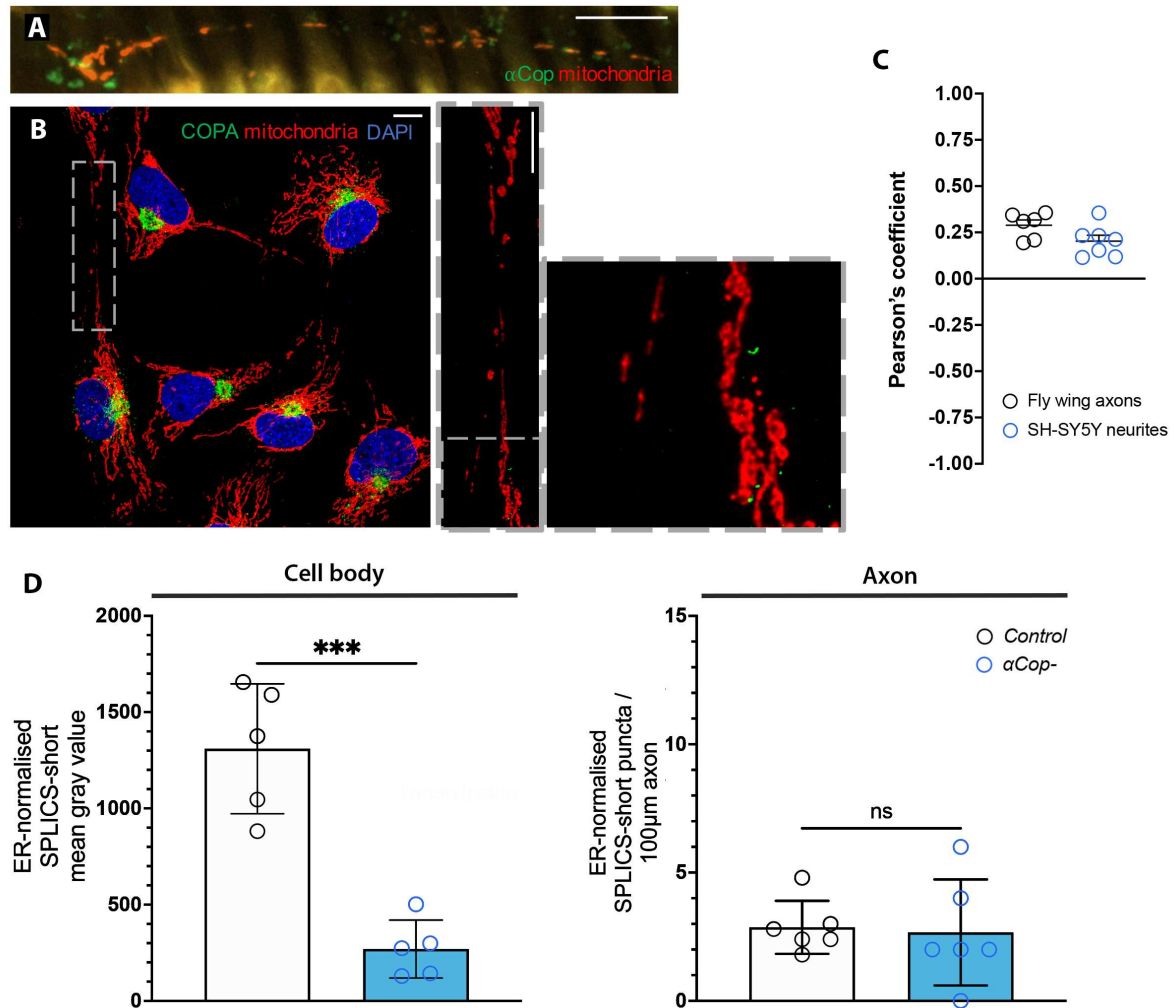 A
αCop mitochondria
B
COPA mitochondria DAPI
C
1.00
0.75
0.50
0.25
0.00
-0.25
-0.50
-0.75
-1.00
Pearson's coefficient
Fly wing axons
SH-SY5Y neurites
D
Cell body
2000
1500
1000
500
0
ER-normalised
SPLICS-short
mean gray value
***
Axon
15
10
5
0
ER-normalised
SPLICS-short puncta /
100µm axon
ns
Control
αCop-